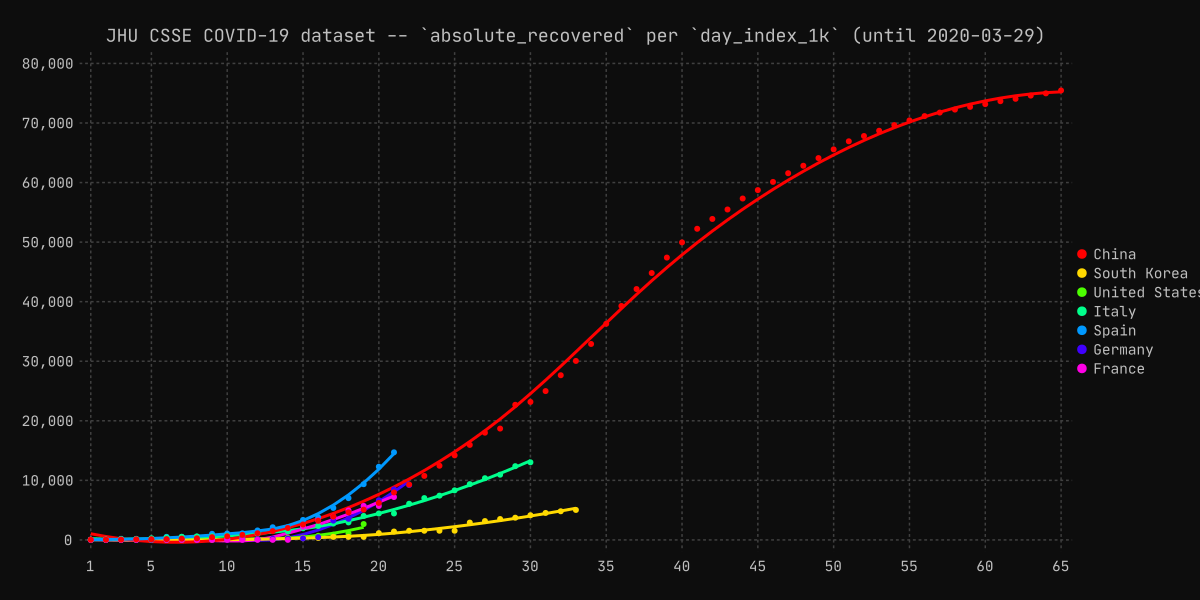 JHU CSSE COVID-19 dataset -- `absolute_recovered` per `day_index_1k` (until 2020-03-29)
80,000
70,000
60,000
50,000
40,000
30,000
20,000
10,000
0
1 5 10 15 20 25 30 35 40 45 50 55 60 65
China
South Korea
United States
Italy
Spain
Germany
France